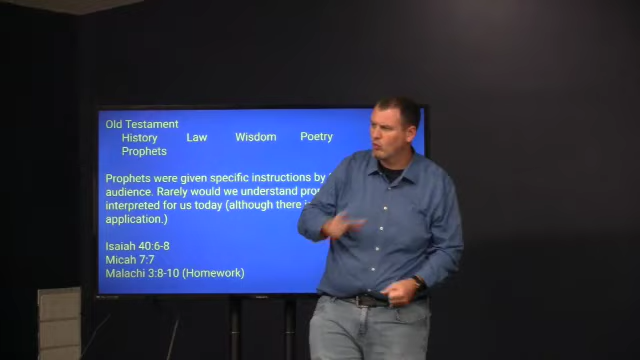 Old Testament
History Law Wisdom Poetry
Prophets
Prophets were given specific instructions by
audience. Rarely would we understand
interpreted for us today (although there
application.)
Isaiah 40:6-8
Micah 7:7
Malachi 3:8-10 (Homework)